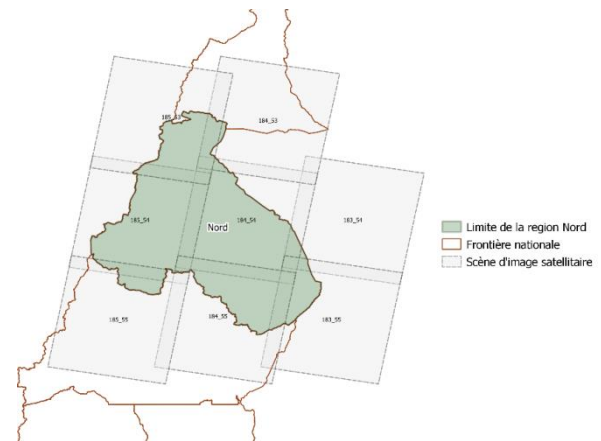 185_53
184_53
185_54
Nord
184_54
183_54
185_55
184_55
183_55
Limite de la region Nord
Frontière nationale
Scène d'image satellitaire